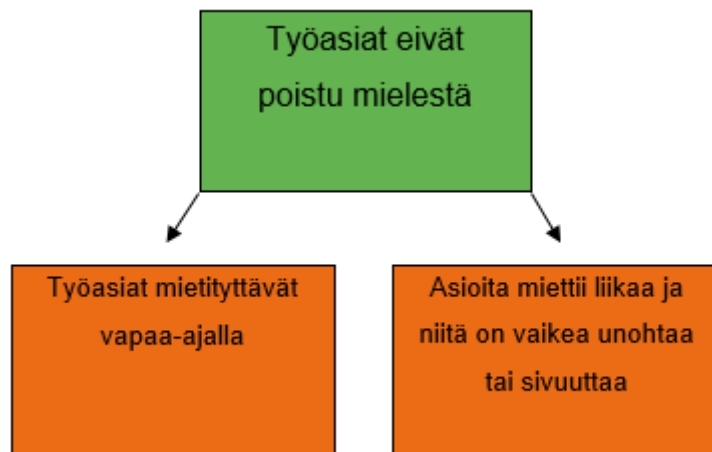 Työasiat eivät
poistu mielestä
Työasiat mietityttävät
vapaa-ajalla
Asioita miettii liikaa ja
niitä on vaikea unohtaa
tai sivuuttaa